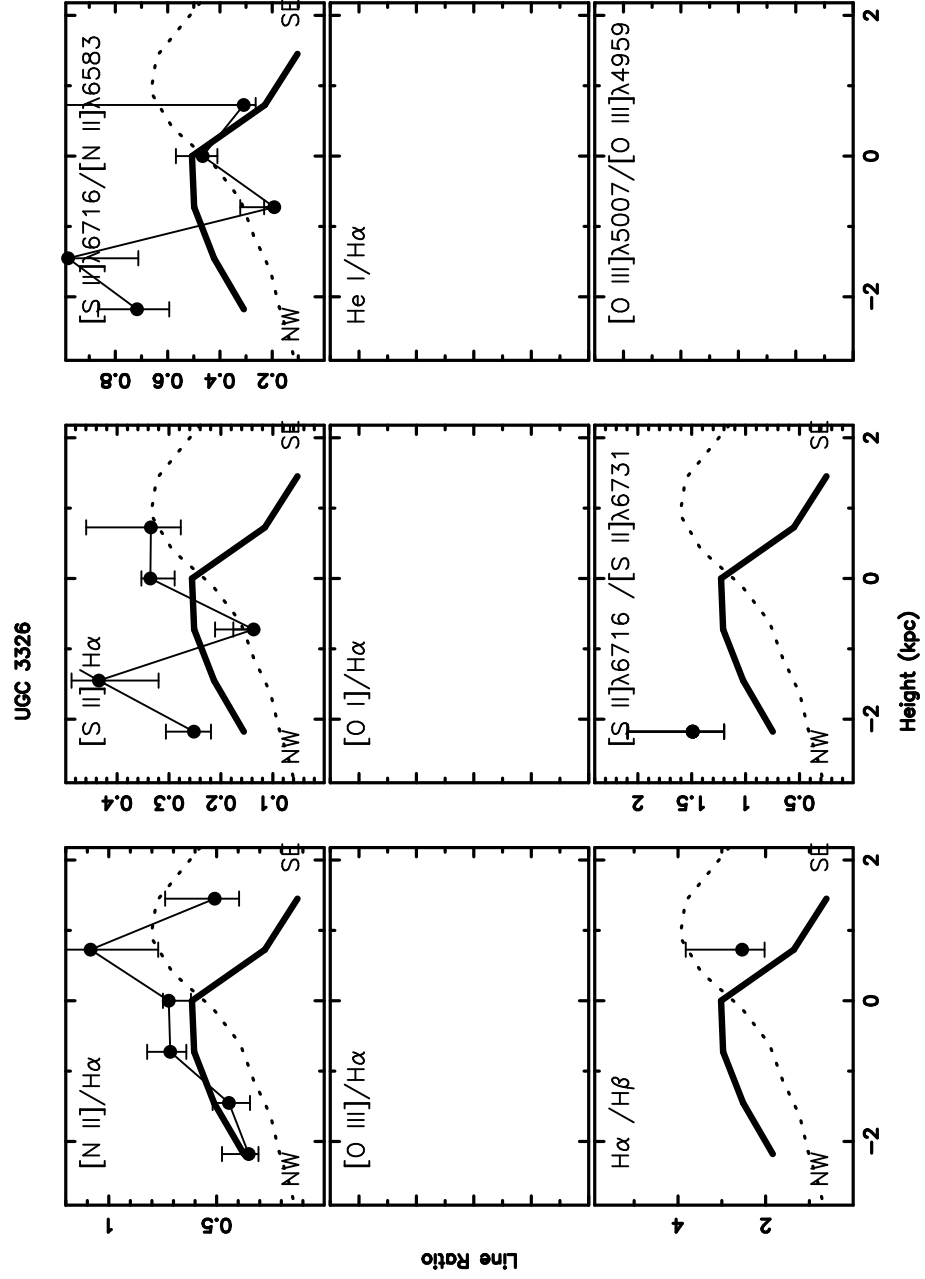 UGC 3326
[N II]/Hα
[S II]/Hα
[S II]λ6716/[N II]λ6583
1
0.5
0.4
0.3
0.2
0.1
0.8
0.6
0.4
0.2
NW
SE
NW
SE
NW
SE
[O III]/Hα
[O I]/Hα
He I/Hα
Hα /Hβ
[S II]λ6716 /[S II]λ6731
[O III]λ5007/[O III]λ4959
4
2
2
1.5
1
0.5
NW
SE
NW
SE
-2
0
2
-2
0
2
-2
0
2
Line Ratio
Height (kpc)